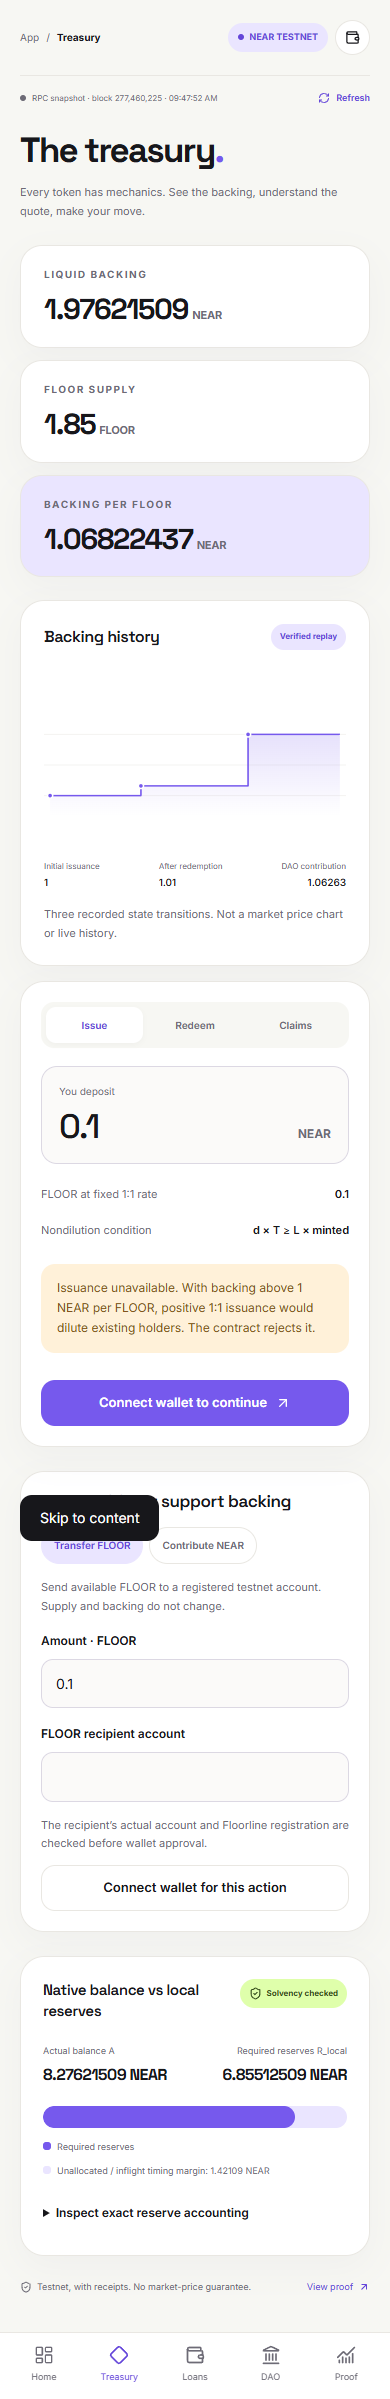 App / Treasury
NEAR TESTNET
RPC snapshot · block 277,460,225 · 09:47:52 AM
Refresh
The treasury.
Every token has mechanics. See the backing, understand the
quote, make your move.
LIQUID BACKING
1.97621509 NEAR
FLOOR SUPPLY
1.85 FLOOR
BACKING PER FLOOR
1.06822437 NEAR
Backing history
Verified replay
Initial issuance
1
After redemption
1.01
DAO contribution
1.06263
Three recorded state transitions. Not a market price chart
or live history.
Issue
Redeem
Claims
You deposit
0.1
NEAR
FLOOR at fixed 1:1 rate
0.1
Nondilution condition
d × T ≥ L × minted
Issuance unavailable. With backing above 1
NEAR per FLOOR, positive 1:1 issuance would
dilute existing holders. The contract rejects it.
Connect wallet to continue
support backing
Skip to content
Transfer FLOOR
Contribute NEAR
Send available FLOOR to a registered testnet account.
Supply and backing do not change.
Amount · FLOOR
0.1
FLOOR recipient account
The recipient's actual account and Floorline registration are
checked before wallet approval.
Connect wallet for this action
Native balance vs local
reserves
Solvency checked
Actual balance A
8.27621509 NEAR
Required reserves R_local
6.85512509 NEAR
Required reserves
Unallocated / inflight timing margin: 1.42109 NEAR
Inspect exact reserve accounting
Testnet, with receipts. No market-price guarantee.
View proof
Home
Treasury
Loans
DAO
Proof